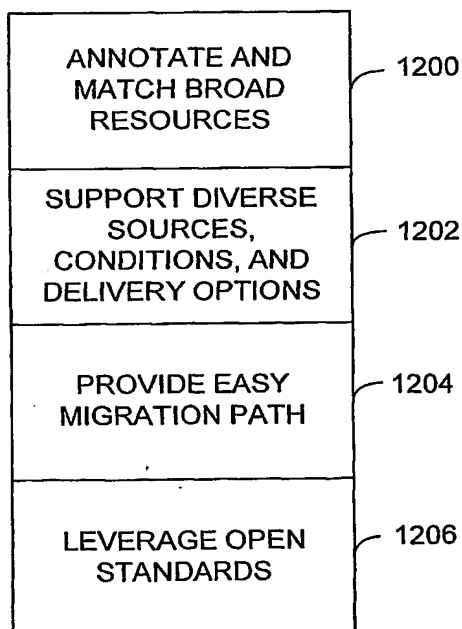 ANNOTATE AND
MATCH BROAD
RESOURCES
1200
SUPPORT DIVERSE
SOURCES,
CONDITIONS, AND
DELIVERY OPTIONS
1202
PROVIDE EASY
MIGRATION PATH
1204
LEVERAGE OPEN
STANDARDS
1206